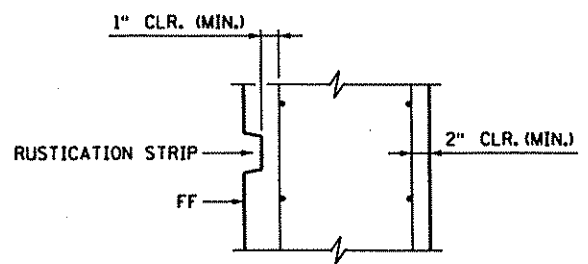 1" CLR. (MIN.)
RUSTICATION STRIP
2" CLR. (MIN.)
FF